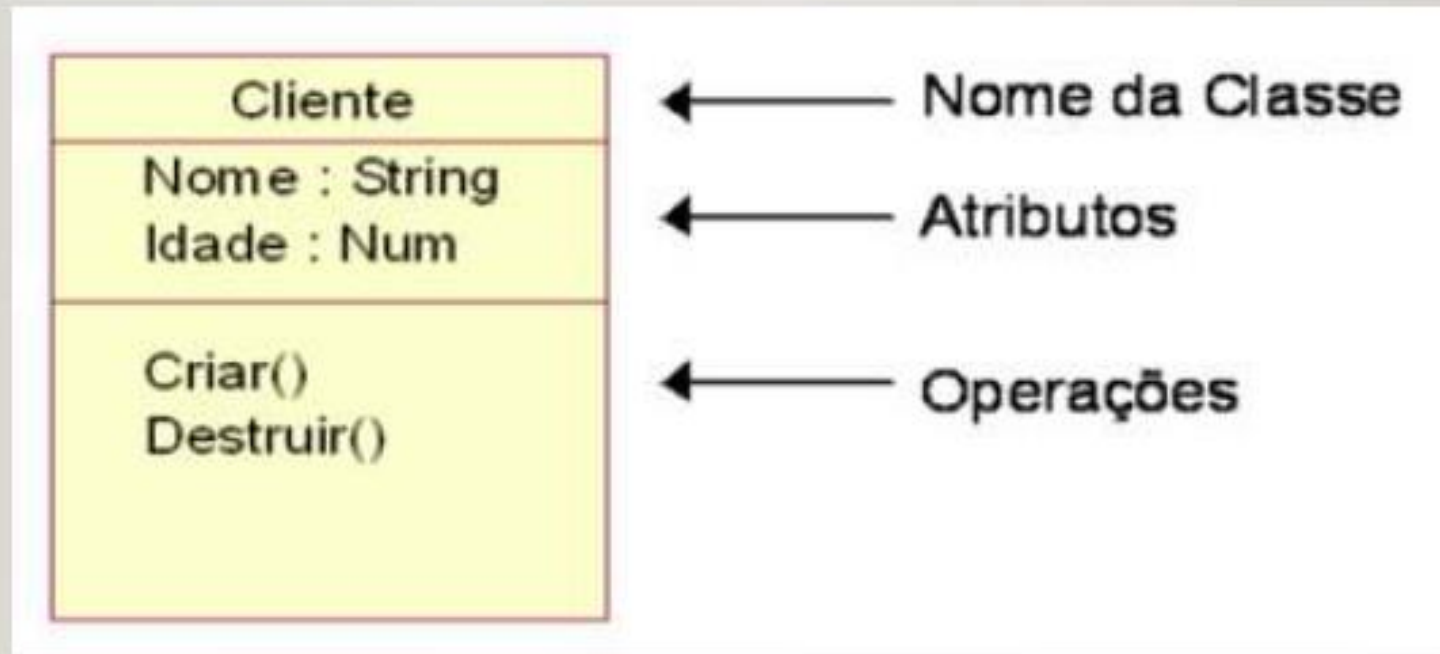 Cliente
Nome : String
Idade : Num
Criar()
Destruir()
Nome da Classe
Atributos
Operações